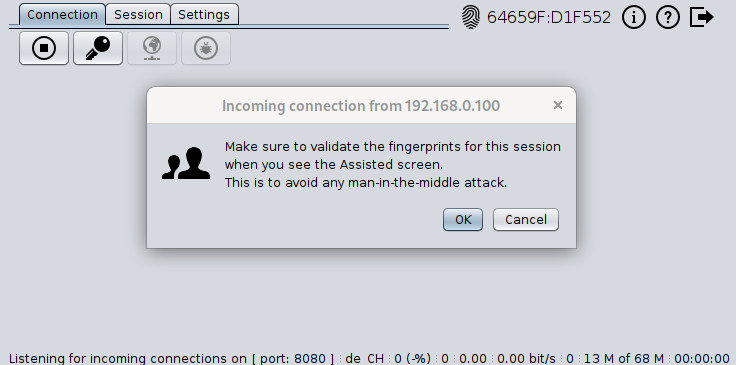 Connection Session Settings 64659F:D1F552
Incoming connection from 192.168.0.100
Make sure to validate the fingerprints for this session
when you see the Assisted screen.
This is to avoid any man-in-the-middle attack.
OK Cancel
Listening for incoming connections on [ port: 8080 ] de CH 0 (-%) 0 0.00 0.00 bit/s 0 13 M of 68 M 00:00:00